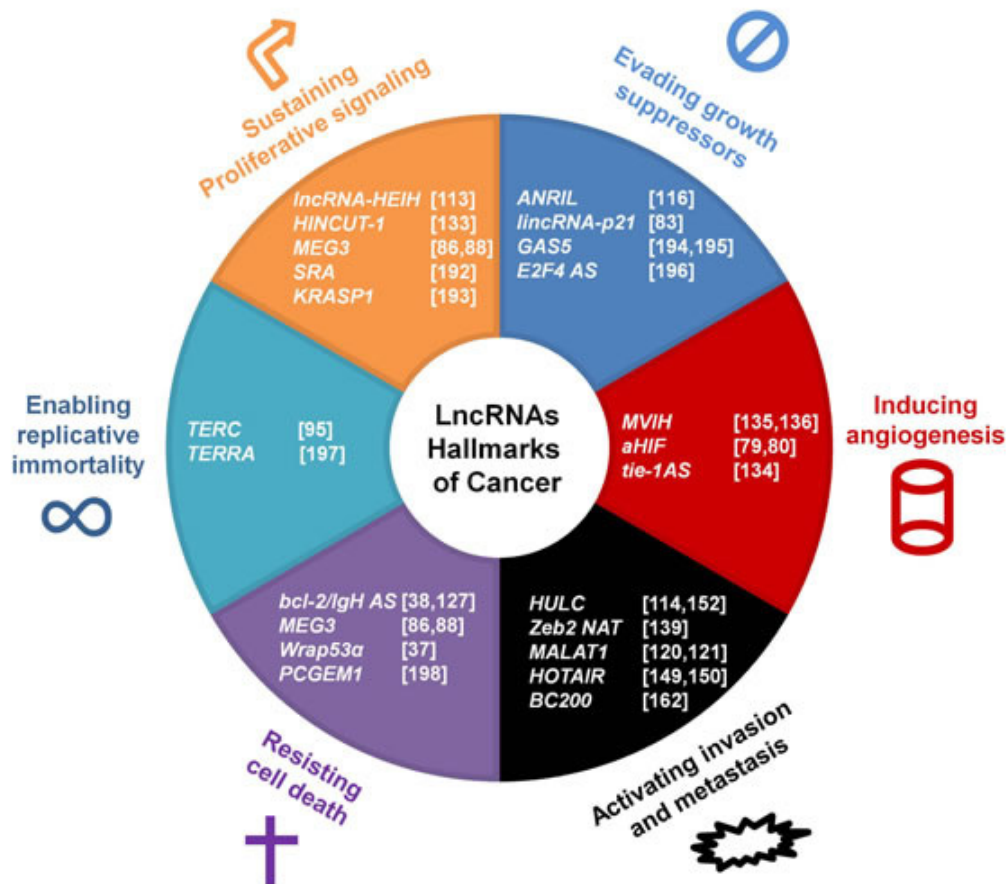 Sustaining
Proliferative signaling
lncRNA-HEIH [113]
HINCUT-1 [133]
MEG3 [86,88]
SRA [192]
KRASP1 [193]
Evading growth
suppressors
ANRIL [116]
lincRNA-p21 [83]
GAS5 [194,195]
E2F4 AS [196]
Enabling
replicative
immortality
TERC [95]
TERRA [197]
LncRNAs
Hallmarks
of Cancer
MVIH [135,136]
aHIF [79,80]
tie-1AS [134]
Inducing
angiogenesis
bcl-2/IgH AS [38,127]
MEG3 [86,88]
Wrap53α [37]
PCGEM1 [198]
Resisting
cell death
HULC [114,152]
Zeb2 NAT [139]
MALAT1 [120,121]
HOTAIR [149,150]
BC200 [162]
Activating invasion
and metastasis